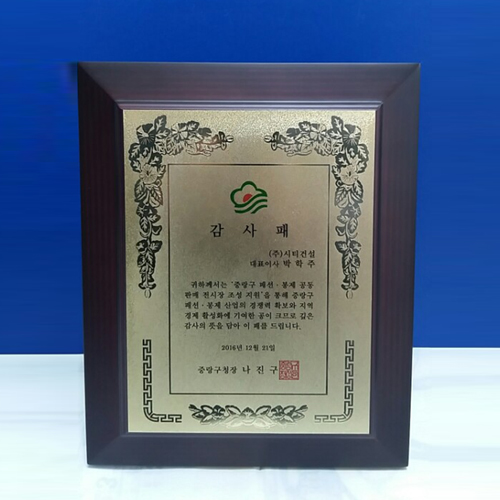 감 사 패
(주)시티건설
대표이사 박 학 주
귀하께서는 '중랑구 패션·봉제 공동
판매 전시장 조성 지원'을 통해 중랑구
패션·봉제 산업의 경쟁력 확보와 지역
경제 활성화에 기여한 공이 크므로 깊은
감사의 뜻을 담아 이 패를 드립니다.
2016년 12월 21일
중랑구청장 나 진 구